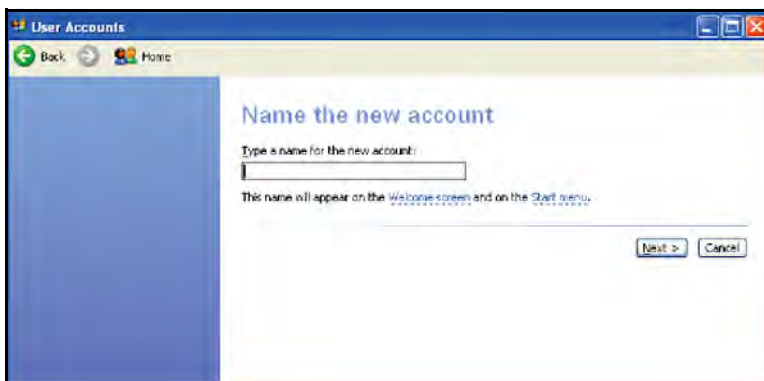 User Accounts
Back Home
Name the new account
Type a name for the new account:
This name will appear on the Welcome screen and on the Start menu.
Next > Cancel